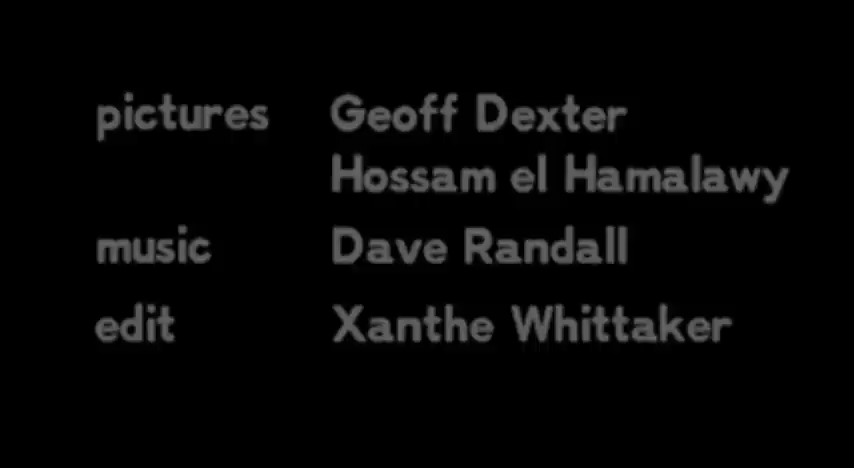 pictures Geoff Dexter
Hossam el Hamalawy
music Dave Randall
edit Xanthe Whittaker